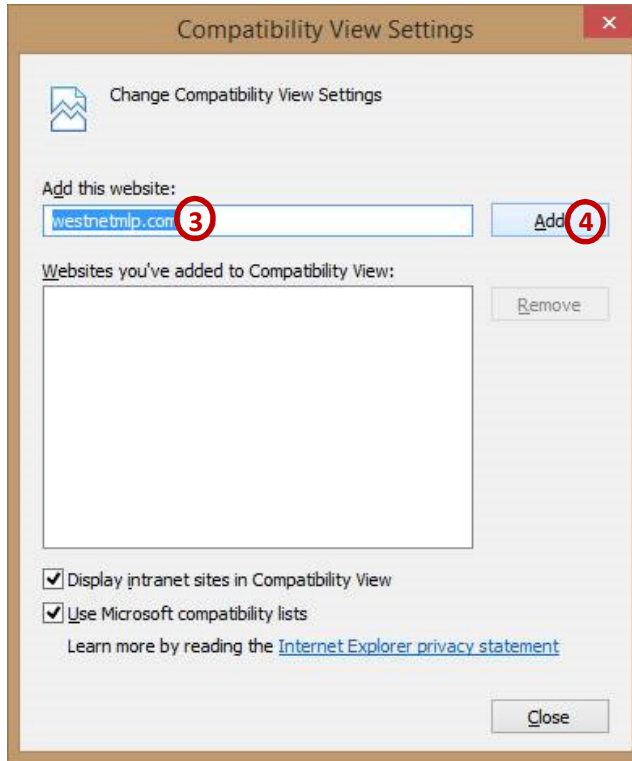 Compatibility View Settings
Change Compatibility View Settings
Add this website:
westnetmlp.com 3 Add 4
Websites you've added to Compatibility View:
Remove
Display intranet sites in Compatibility View
Use Microsoft compatibility lists
Learn more by reading the Internet Explorer privacy statement
Close